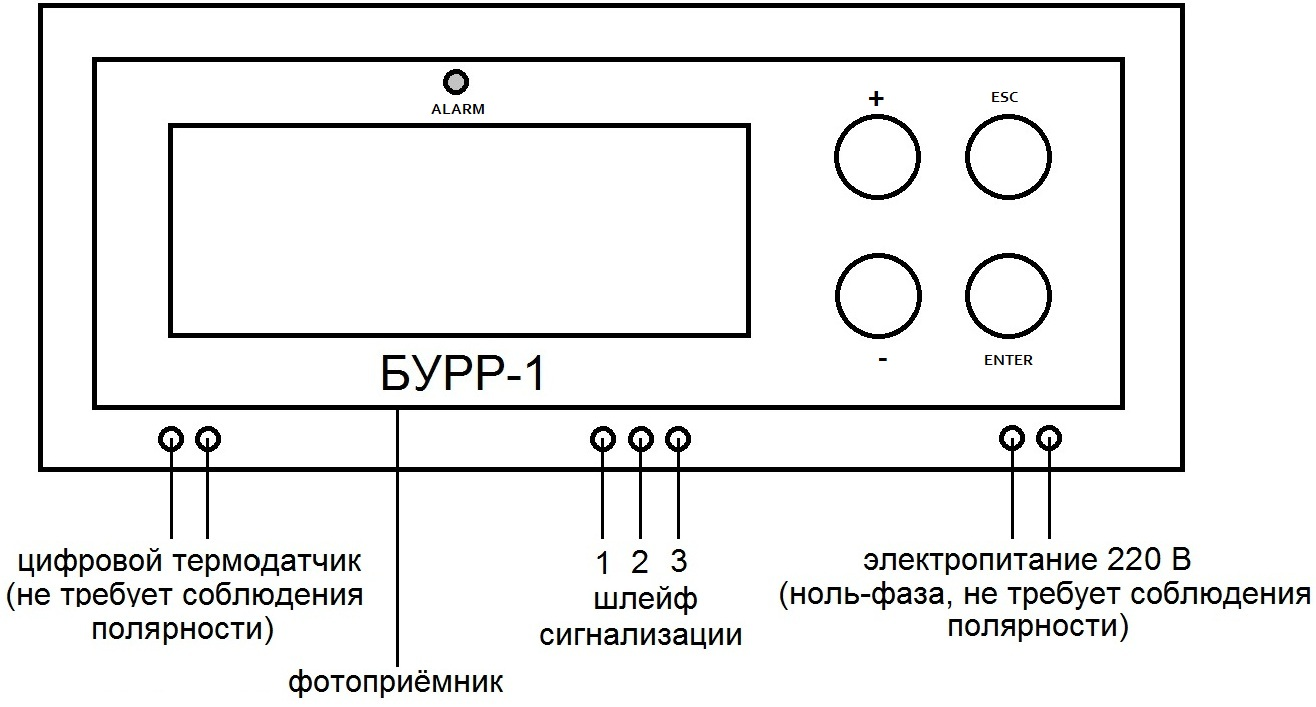 ALARM
+
ESC
БУРР-1
-
ENTER
цифровой термодатчик
(не требует соблюдения
полярности)
1 2 3
шлейф
сигнализации
электропитание 220 В
(ноль-фаза, не требует соблюдения
полярности)
фотоприёмник